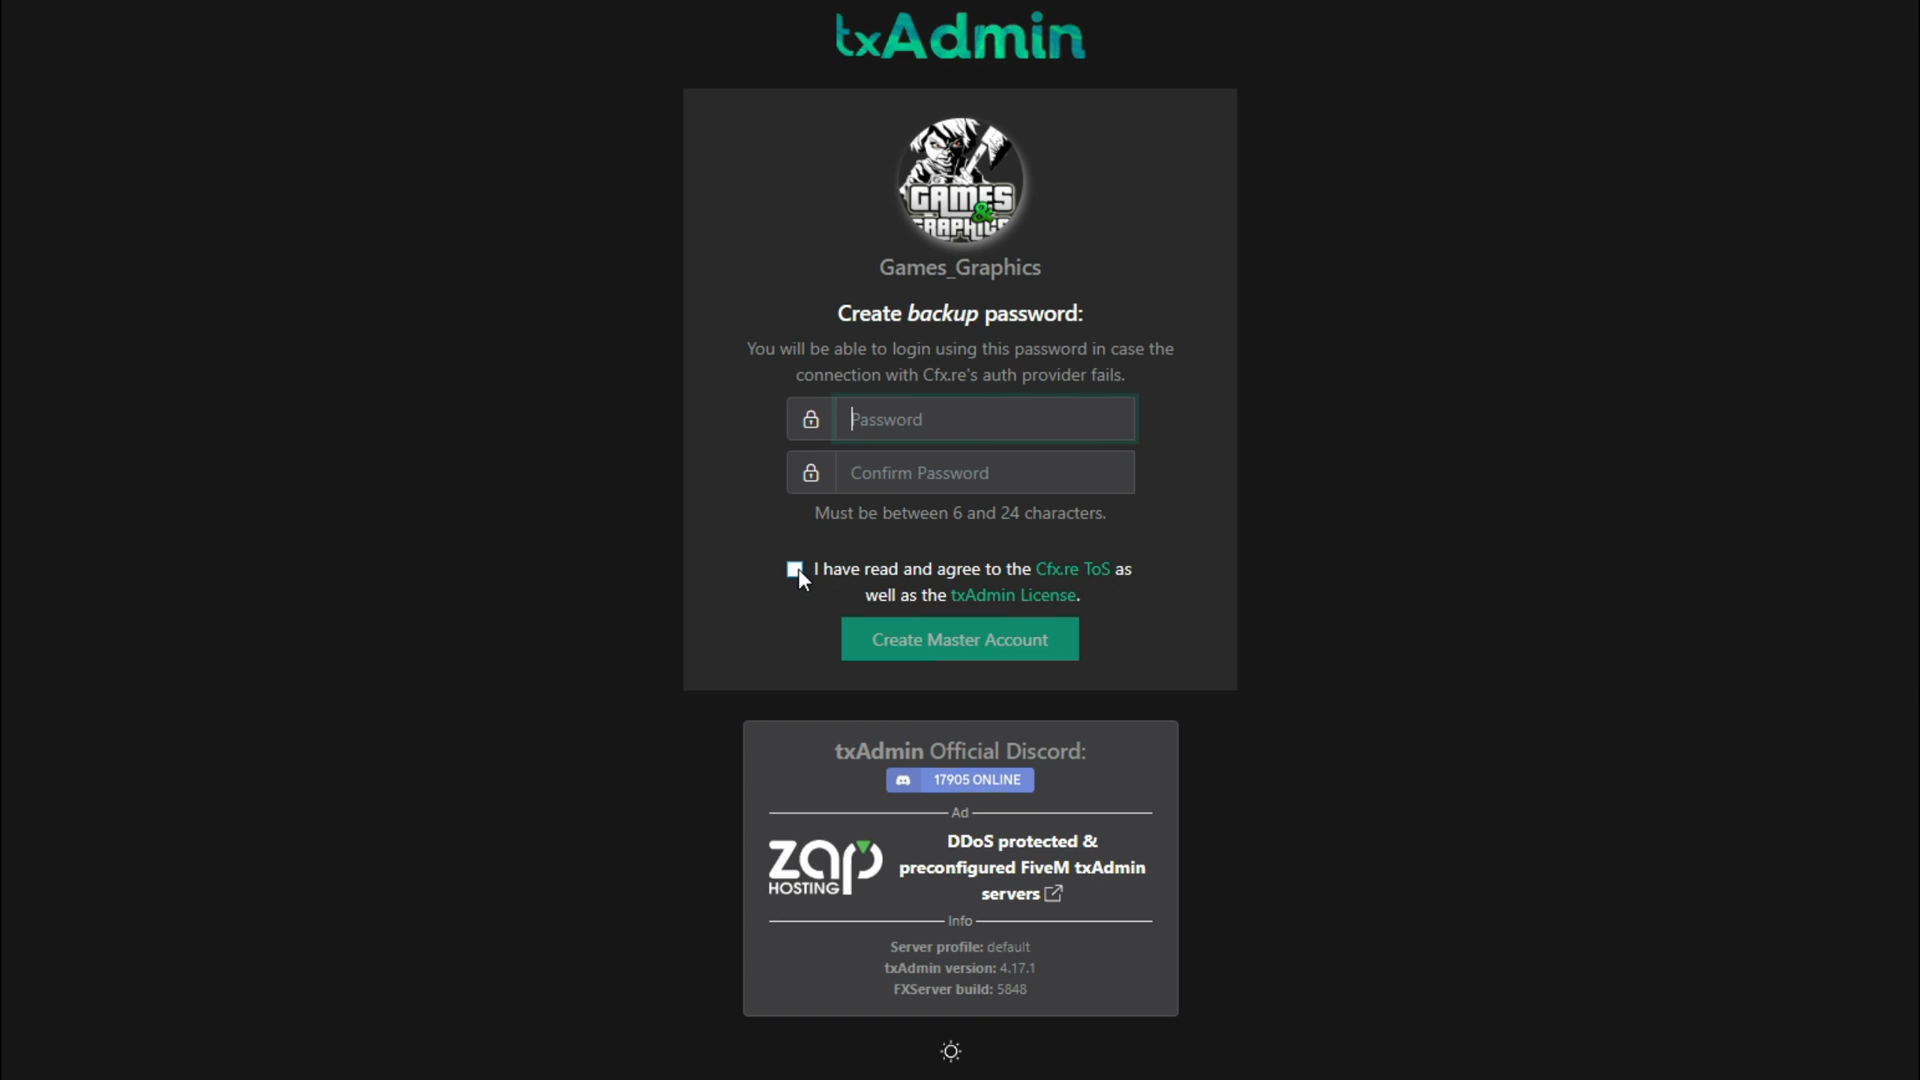 txAdmin
GAMES
&
GRAPHICS
Games_Graphics
Create backup password:
You will be able to login using this password in case the
connection with Cfx.re's auth provider fails.
Password
Confirm Password
Must be between 6 and 24 characters.
I have read and agree to the Cfx.re ToS as
well as the txAdmin License.
Create Master Account
txAdmin Official Discord:
17905 ONLINE
Ad
zap
HOSTING
DDoS protected &
preconfigured FiveM txAdmin
servers
Info
Server profile: default
txAdmin version: 4.17.1
FXServer build: 5848